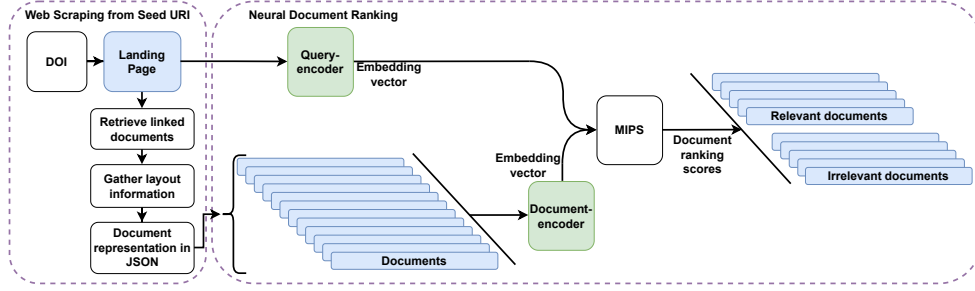 Web Scraping from Seed URI
Neural Document Ranking
DOI
Landing
Page
Query-
encoder
Embedding
vector
Retrieve linked
documents
Gather layout
information
Document
representation in
JSON
Documents
Embedding
vector
Document-
encoder
MIPS
Document
ranking
scores
Relevant documents
Irrelevant documents